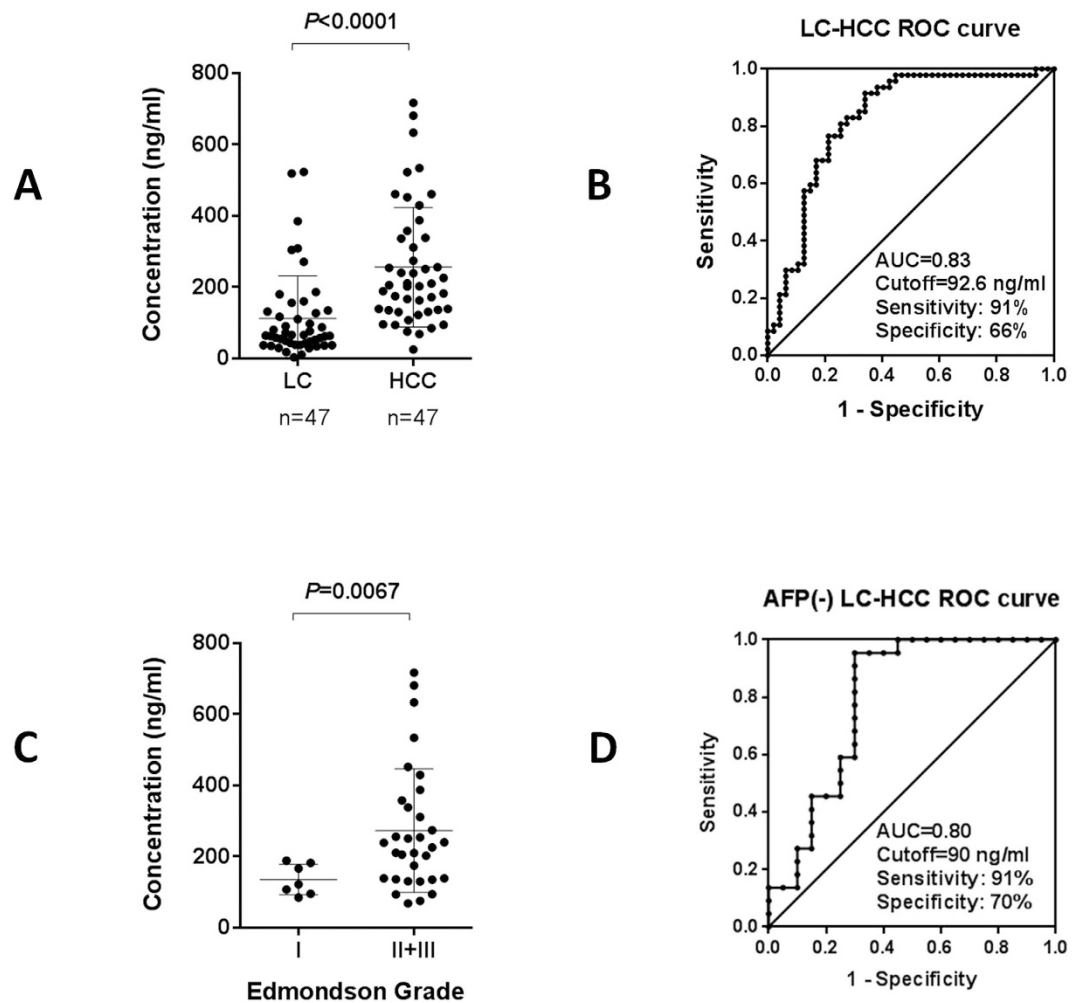 A
P<0.0001
Concentration (ng/ml)
800
600
400
200
0
LC
HCC
n=47
n=47
B
LC-HCC ROC curve
Sensitivity
1.0
0.8
0.6
0.4
0.2
0.0
AUC=0.83
Cutoff=92.6 ng/ml
Sensitivity: 91%
Specificity: 66%
0.0 0.2 0.4 0.6 0.8 1.0
1 - Specificity
C
P=0.0067
Concentration (ng/ml)
800
600
400
200
0
I
II+III
Edmondson Grade
D
AFP(-) LC-HCC ROC curve
Sensitivity
1.0
0.8
0.6
0.4
0.2
0.0
AUC=0.80
Cutoff=90 ng/ml
Sensitivity: 91%
Specificity: 70%
0.0 0.2 0.4 0.6 0.8 1.0
1 - Specificity